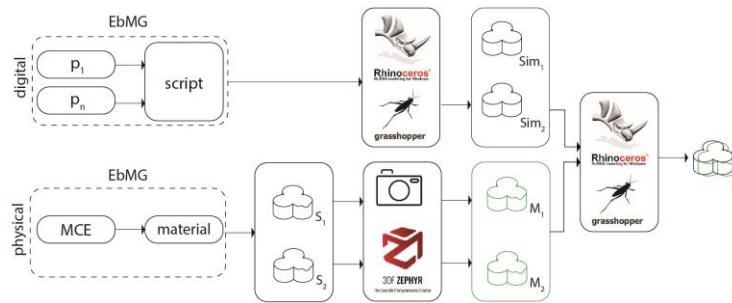 EbMG
digital
p1
pn
script
Rhinoceros
NURBS modeling for Windows
grasshopper
Sim1
Sim2
Rhinoceros
NURBS modeling for Windows
grasshopper
EbMG
physical
MCE
material
S1
S2
3DF ZEPHYR
M1
M2